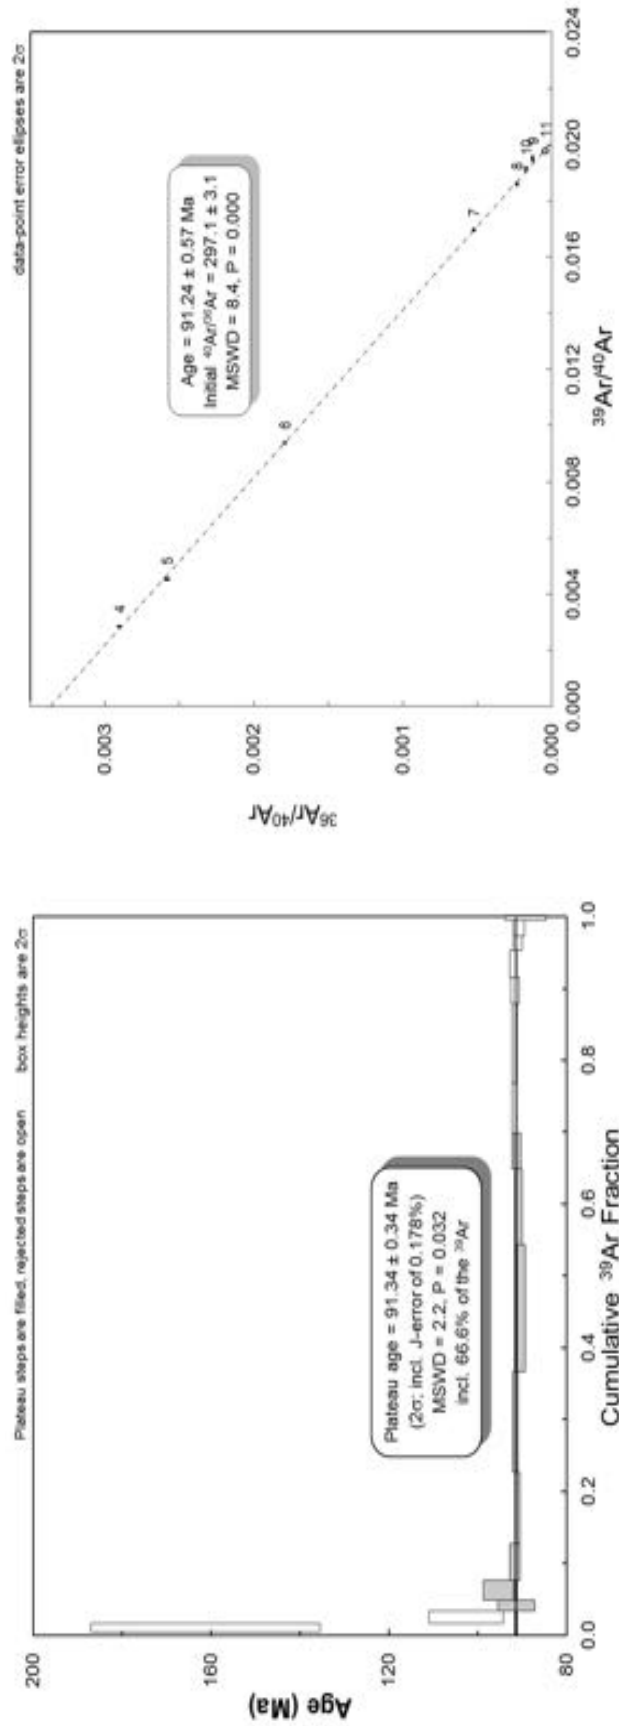 Plateau steps are filled, rejected steps are open box heights are 2σ
200
160
120
80
Age (Ma)
Plateau age = 91.34 ± 0.34 Ma
(2σ; incl. J-error of 0.178%)
MSWD = 2.2, P = 0.032
incl. 66.6% of the ³⁹Ar
0.0
0.2
0.4
0.6
0.8
1.0
Cumulative ³⁹Ar Fraction
data-point error ellipses are 2σ
0.003
0.002
0.001
0.000
³⁶Ar/⁴⁰Ar
Age = 91.24 ± 0.57 Ma
Initial ⁴⁰Ar/³⁶Ar = 297.1 ± 3.1
MSWD = 8.4, P = 0.000
4
5
6
7
8
10
9
11
0.000
0.004
0.008
0.012
0.016
0.020
0.024
³⁹Ar/⁴⁰Ar